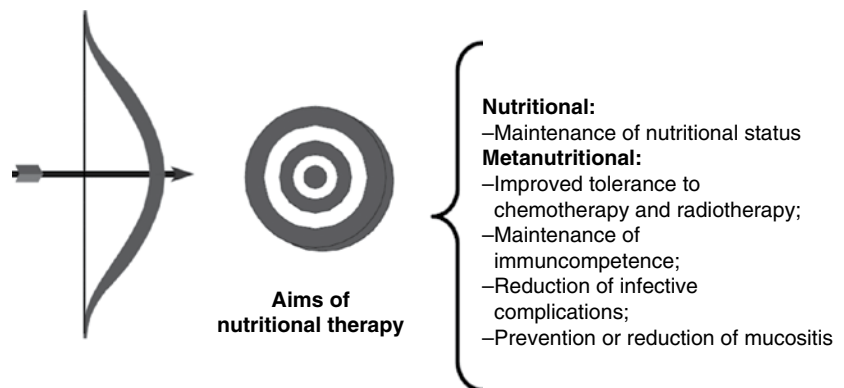 Aims of
nutritional therapy
Nutritional:
–Maintenance of nutritional status
Metanutritional:
–Improved tolerance to
chemotherapy and radiotherapy;
–Maintenance of
immuncompetence;
–Reduction of infective
complications;
–Prevention or reduction of mucositis